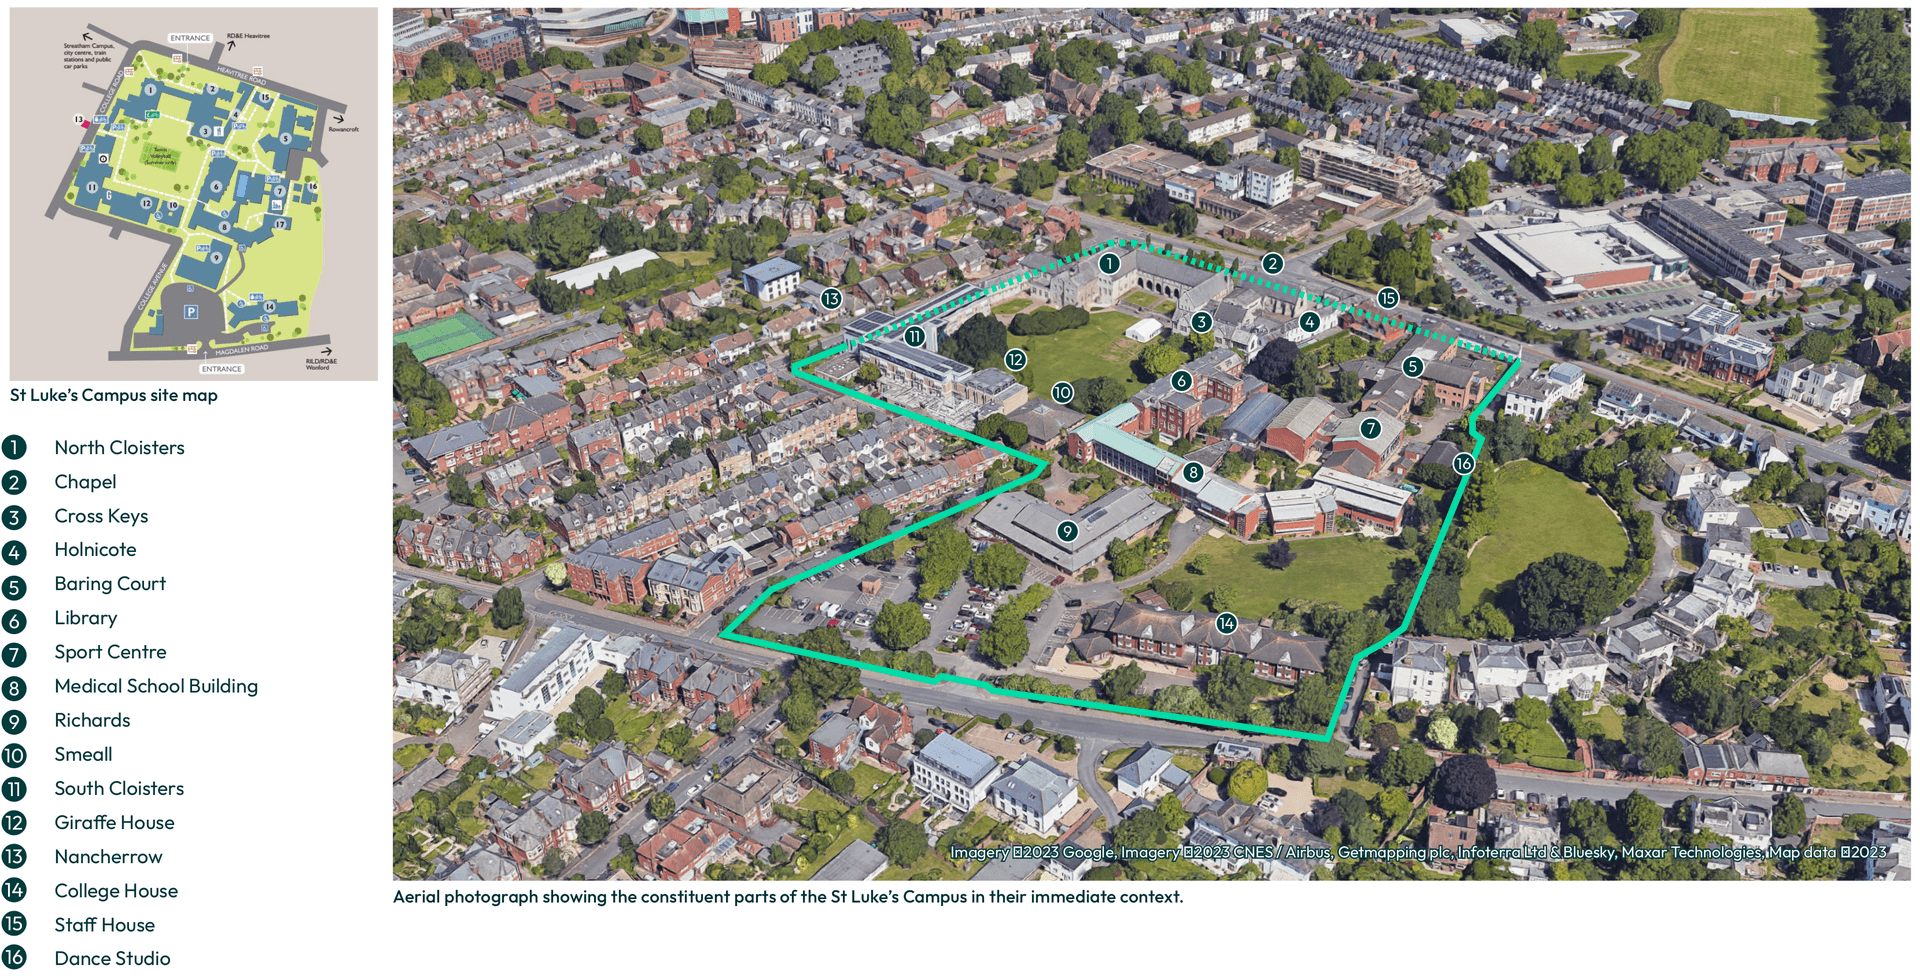 ENTRANCE
RD&E Heavitree
Streatham Campus,
city centre, train
stations and public
car parks
HEAVITREE ROAD
COLLEGE ROAD
Rowancroft
1
2
15
4
3
5
13
11
12
10
6
7
16
8
17
9
14
COLLEGE AVENUE
P
MAGDALEN ROAD
ENTRANCE
RILD/RD&E
Wonford
St Luke's Campus site map
1 North Cloisters
2 Chapel
3 Cross Keys
4 Holnicote
5 Baring Court
6 Library
7 Sport Centre
8 Medical School Building
9 Richards
10 Smeall
11 South Cloisters
12 Giraffe House
13 Nancherrow
14 College House
15 Staff House
16 Dance Studio
1
2
13
15
3
4
11
12
5
6
10
7
16
8
9
14
Imagery ©2023 Google, Imagery ©2023 CNES / Airbus, Getmapping plc, Infoterra Ltd & Bluesky, Maxar Technologies, Map data ©2023
Aerial photograph showing the constituent parts of the St Luke's Campus in their immediate context.